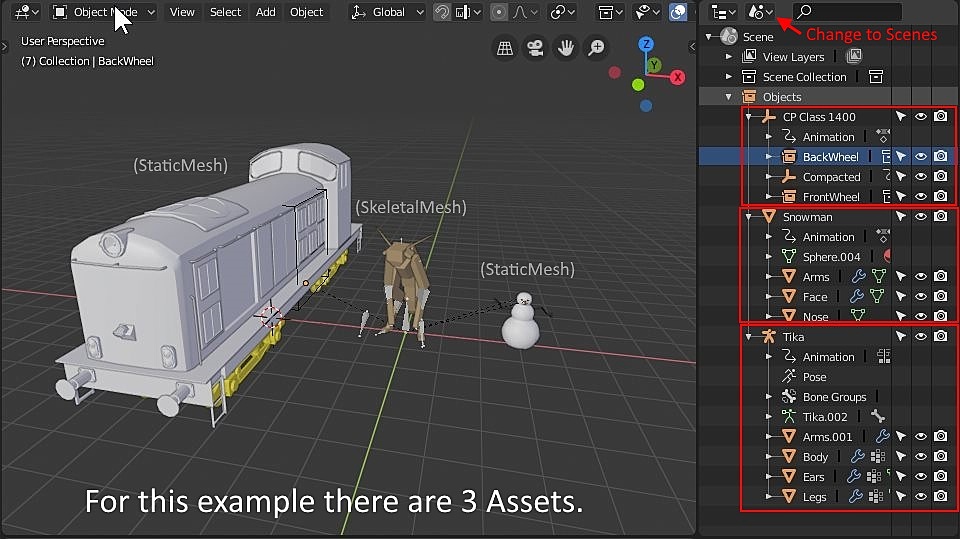 Object Mode View Select Add Object Global
User Perspective
(7) Collection | BackWheel
Z
Y
X
(StaticMesh)
(SkeletalMesh)
(StaticMesh)
For this example there are 3 Assets.
Change to Scenes
Scene
View Layers
Scene Collection
Objects
CP Class 1400
Animation
BackWheel
Compacted
FrontWheel
Snowman
Animation
Sphere.004
Arms
Face
Nose
Tika
Animation
Pose
Bone Groups
Tika.002
Arms.001
Body
Ears
Legs